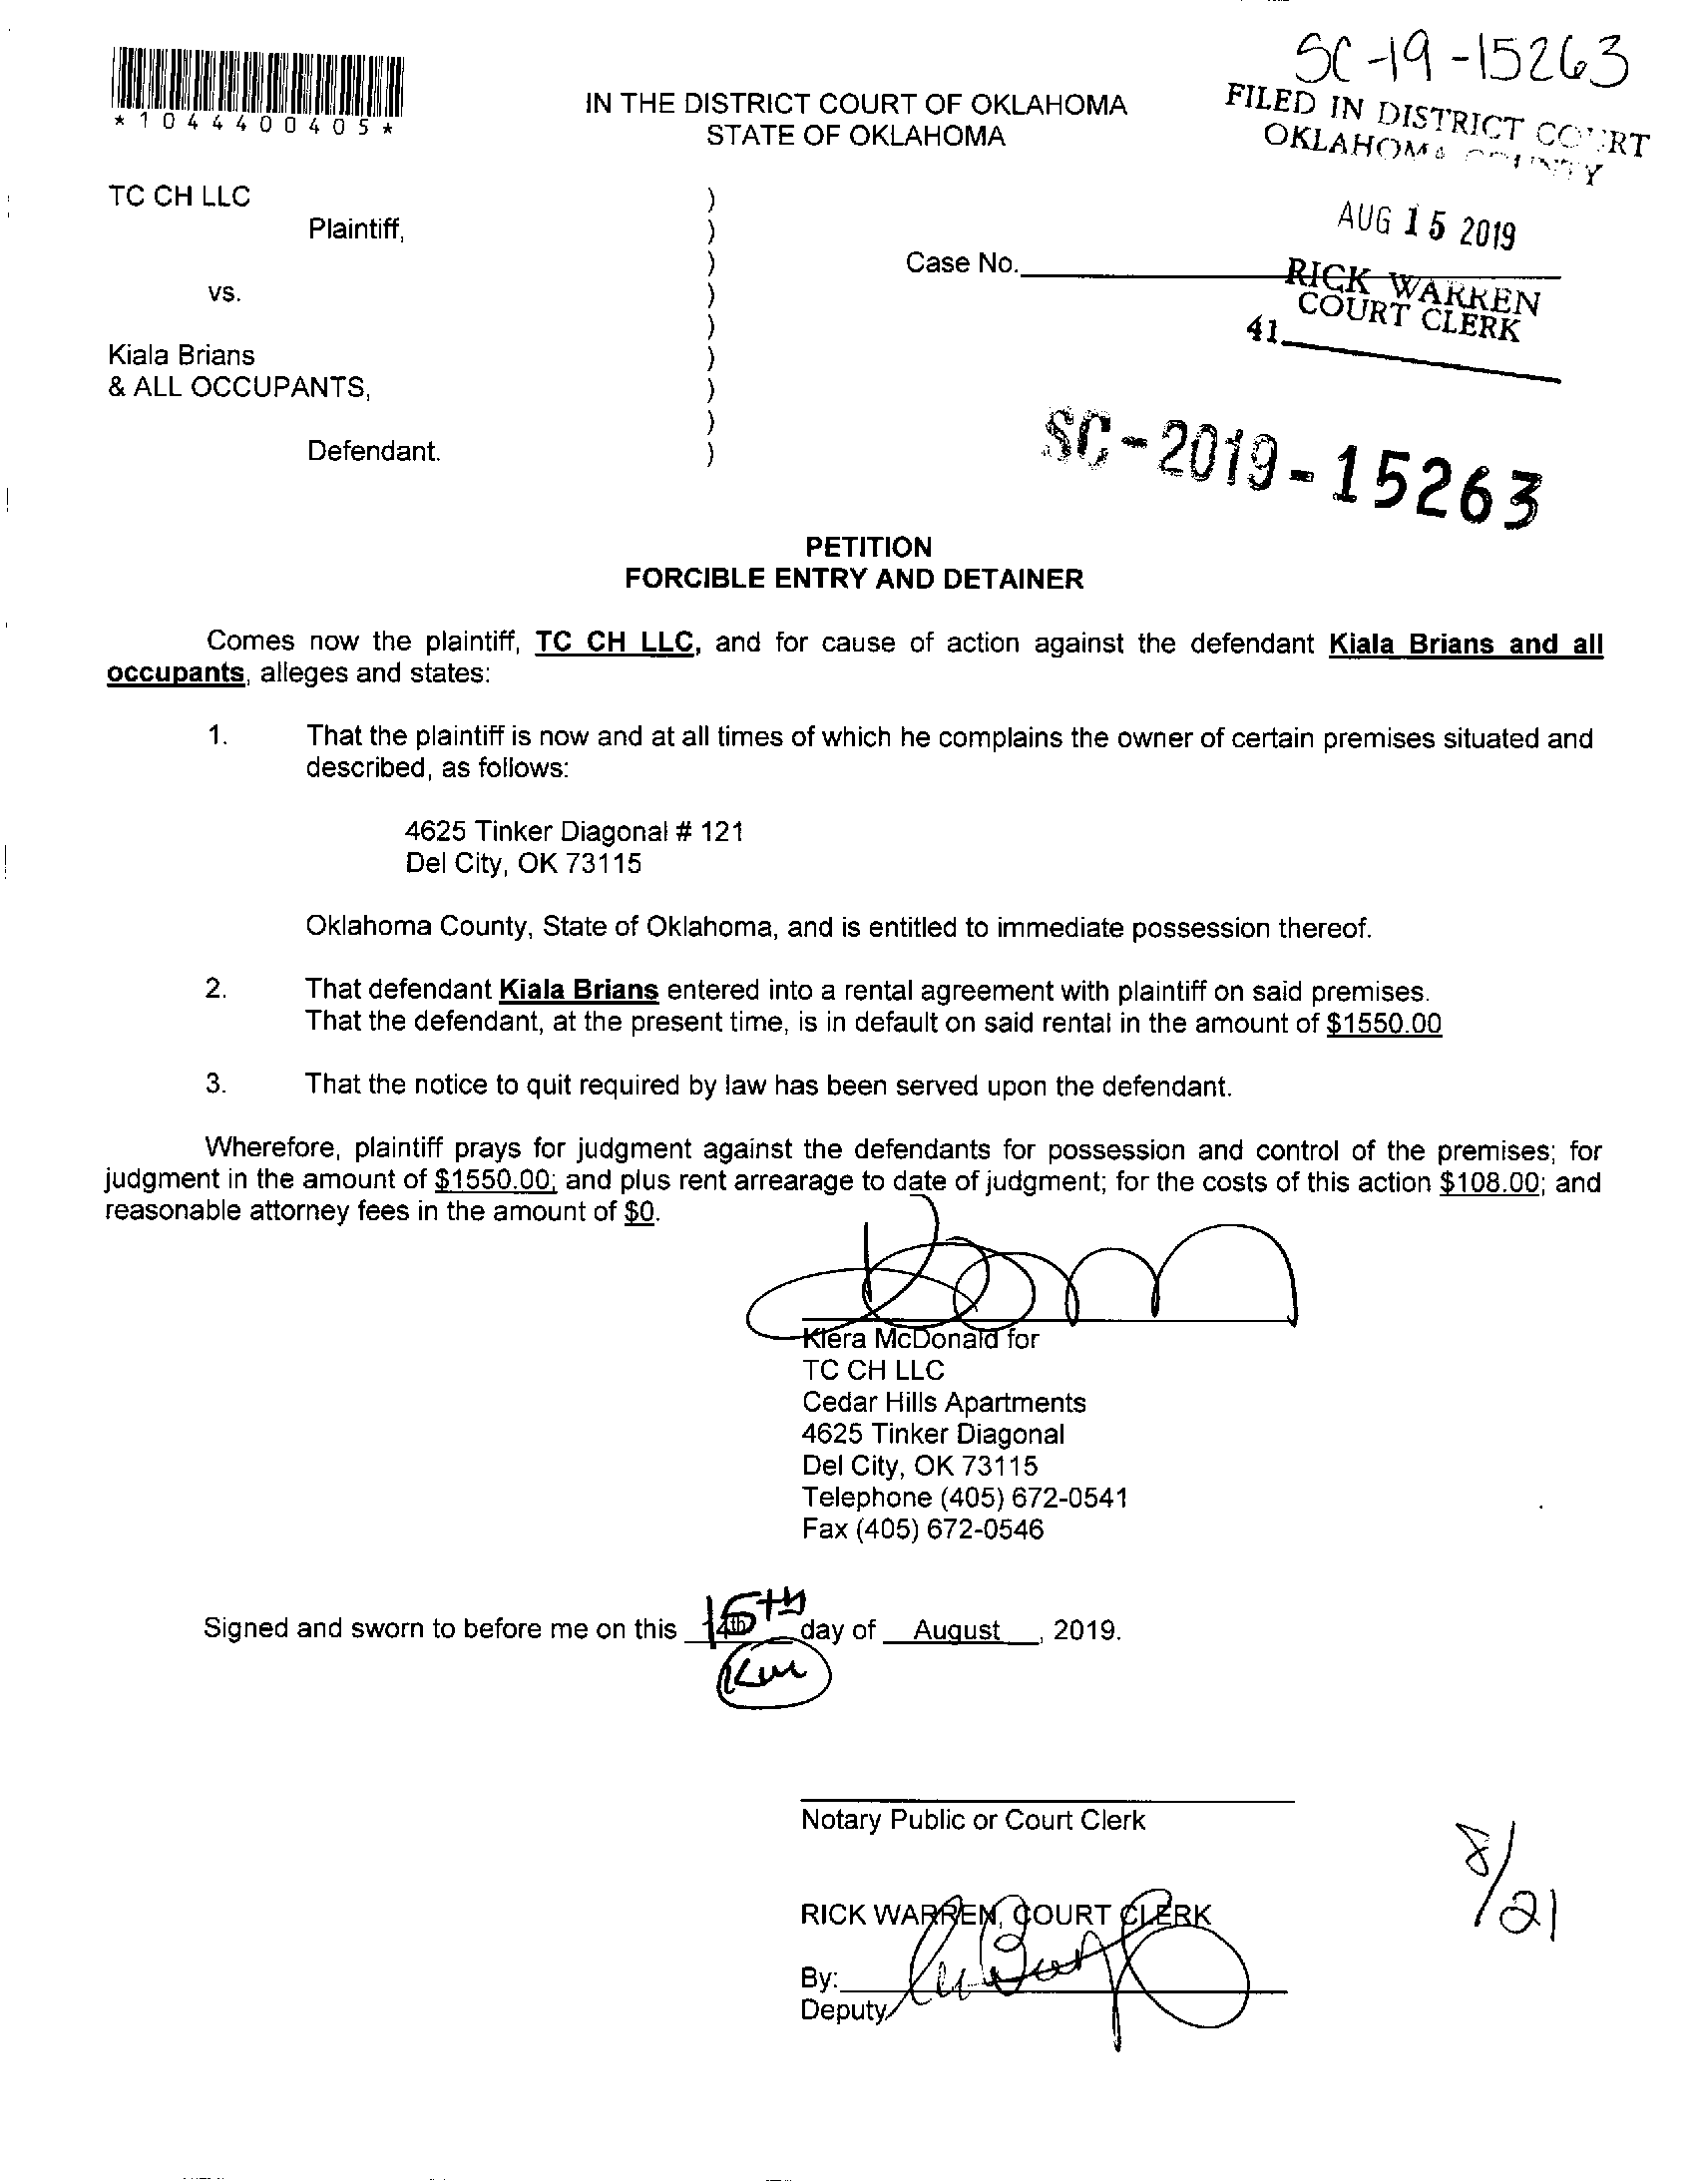 SC-19-15263
*1044400405*
IN THE DISTRICT COURT OF OKLAHOMA
STATE OF OKLAHOMA
FILED IN DISTRICT COURT
OKLAHOMA COUNTY
AUG 15 2019
RICK WARREN
COURT CLERK
41
TC CH LLC
Plaintiff,
Case No.
vs.
Kiala Brians
& ALL OCCUPANTS,
Defendant.
)
)
)
)
)
)
)
)
)
SC-2019-15263
PETITION
FORCIBLE ENTRY AND DETAINER
Comes now the plaintiff, TC CH LLC, and for cause of action against the defendant Kiala Brians and all
occupants, alleges and states:
1. That the plaintiff is now and at all times of which he complains the owner of certain premises situated and
described, as follows:
4625 Tinker Diagonal # 121
Del City, OK 73115
Oklahoma County, State of Oklahoma, and is entitled to immediate possession thereof.
2. That defendant Kiala Brians entered into a rental agreement with plaintiff on said premises.
That the defendant, at the present time, is in default on said rental in the amount of $1550.00
3. That the notice to quit required by law has been served upon the defendant.
Wherefore, plaintiff prays for judgment against the defendants for possession and control of the premises; for
judgment in the amount of $1550.00; and plus rent arrearage to date of judgment; for the costs of this action $108.00; and
reasonable attorney fees in the amount of $0.
Kiera McDonald for
TC CH LLC
Cedar Hills Apartments
4625 Tinker Diagonal
Del City, OK 73115
Telephone (405) 672-0541
Fax (405) 672-0546
Signed and sworn to before me on this 15th day of August, 2019.
KM
Notary Public or Court Clerk
8/21
RICK WARREN, COURT CLERK
By:
Deputy